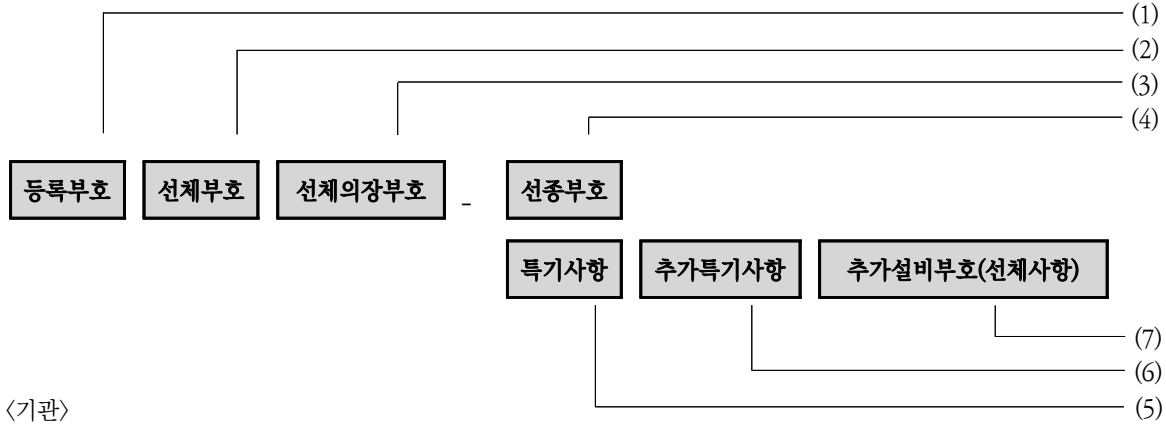 (1)
(2)
(3)
(4)
등록부호 선체부호 선체의장부호 - 선종부호
특기사항 추가특기사항 추가설비부호(선체사항)
(7)
(6)
(5)
〈기관〉